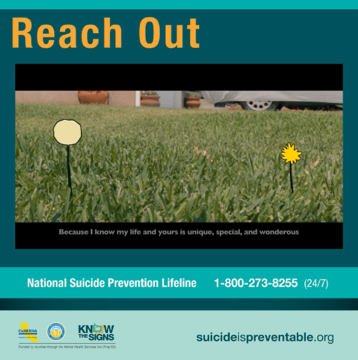 Reach Out
Because I know my life and yours is unique, special, and wonderous
National Suicide Prevention Lifeline 1-800-273-8255 (24/7)
KNOW
THE SIGNS
suicideispreventable.org